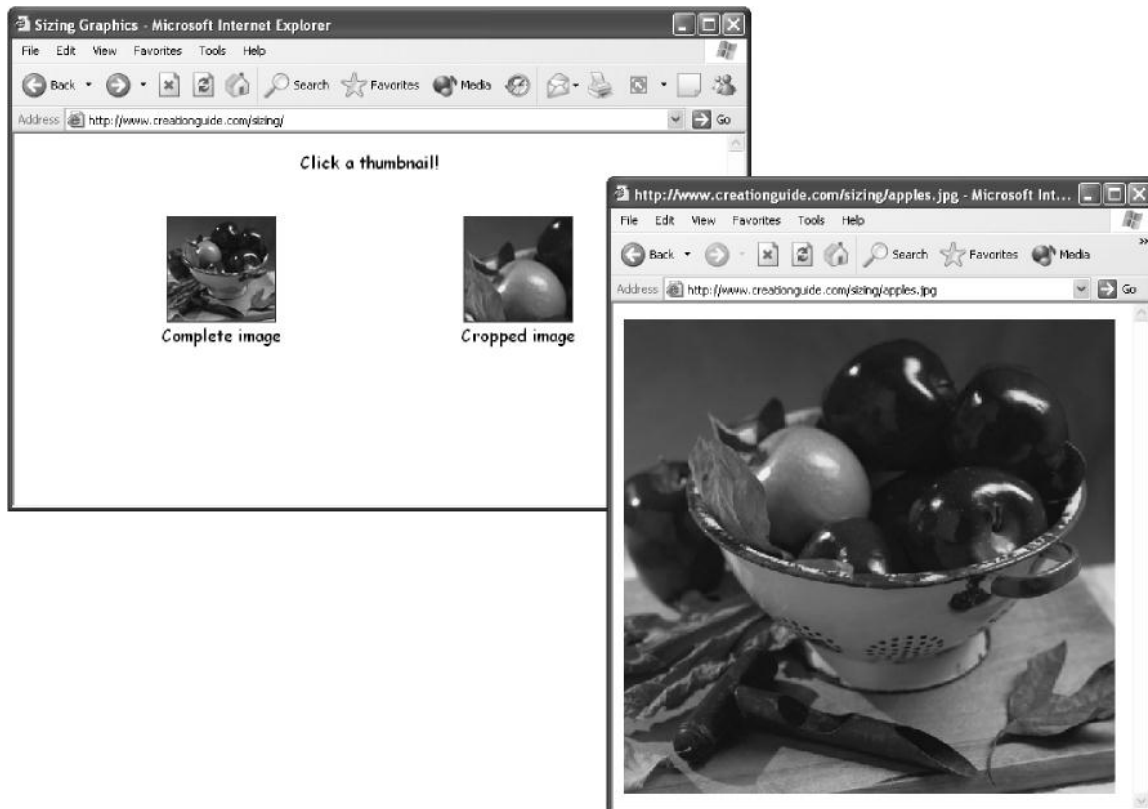 Sizing Graphics - Microsoft Internet Explorer
File Edit View Favorites Tools Help
Back Search Favorites Media
Address http://www.creationguide.com/sizing/ Go
Click a thumbnail!
Complete image Cropped image
http://www.creationguide.com/sizing/apples.jpg - Microsoft Int...
File Edit View Favorites Tools Help
Back Search Favorites Media »
Address http://www.creationguide.com/sizing/apples.jpg Go